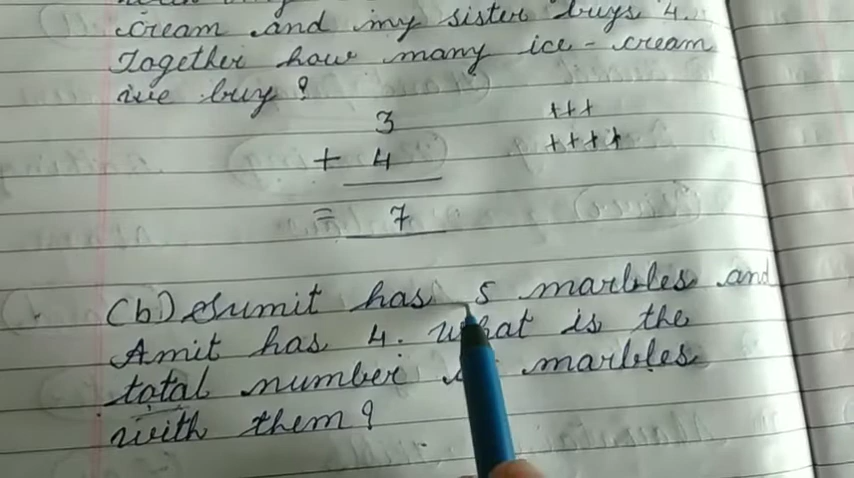 cream and my sister buys 4.
Together how many ice-cream
we buy?
3 +++
+ 4 ++++
= 7
(b) Sumit has 5 marbles and
Amit has 4. What is the
total number marbles
with them?